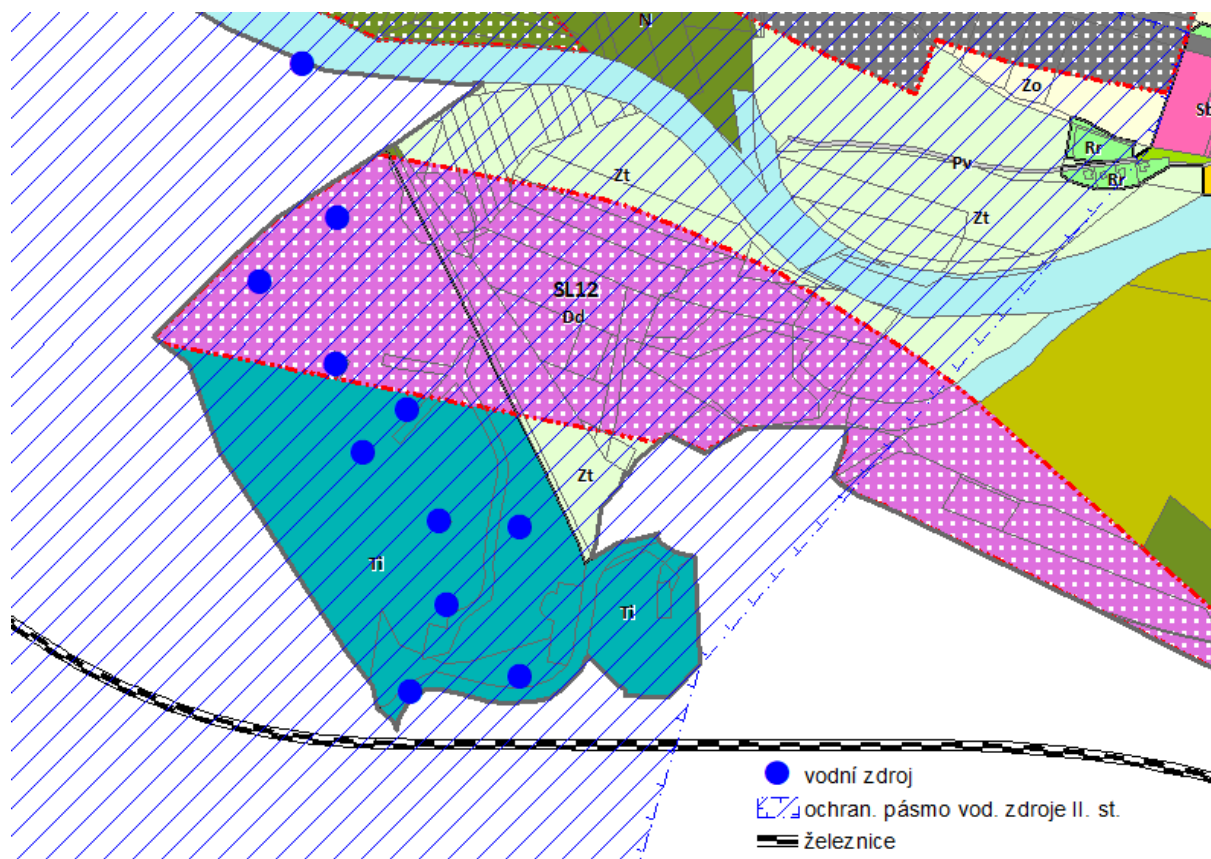 N
Zo
Sb
Rr
Rr
Pv
Zt
Zt
SL12
Dd
Zt
Ti
Ti
vodní zdroj
ochran. pásmo vod. zdroje II. st.
železnice